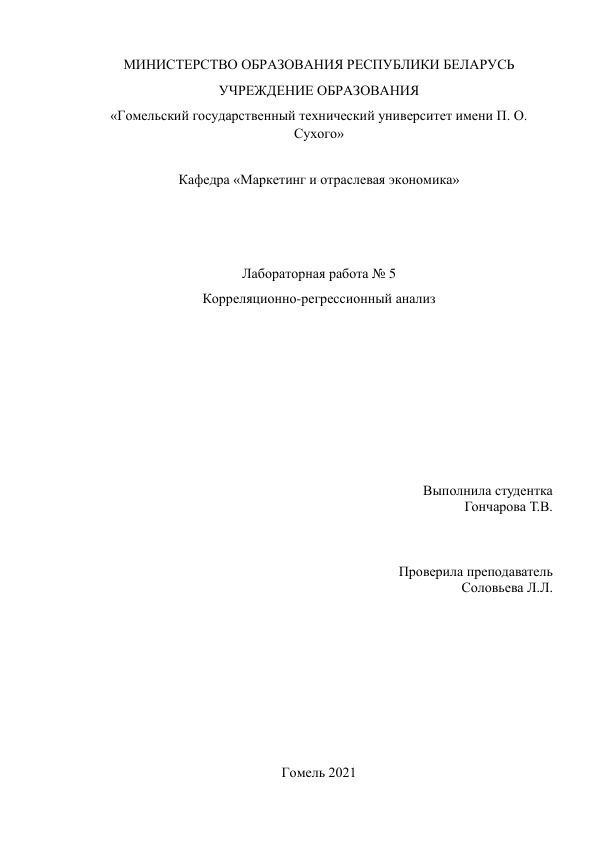 МИНИСТЕРСТВО ОБРАЗОВАНИЯ РЕСПУБЛИКИ БЕЛАРУСЬ
УЧРЕЖДЕНИЕ ОБРАЗОВАНИЯ
«Гомельский государственный технический университет имени П. О.
Сухого»
Кафедра «Маркетинг и отраслевая экономика»
Лабораторная работа № 5
Корреляционно-регрессионный анализ
Выполнила студентка
Гончарова Т.В.
Проверила преподаватель
Соловьева Л.Л.
Гомель 2021